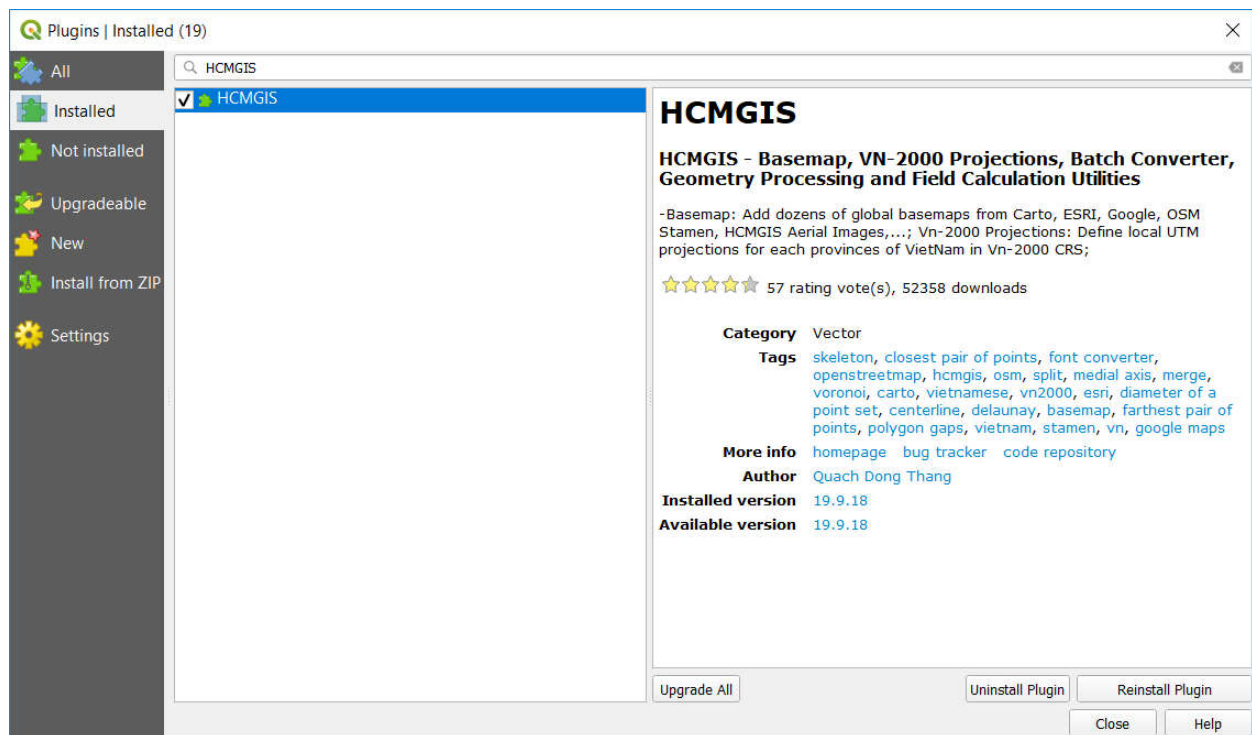 Plugins | Installed (19)
All
Installed
Not installed
Upgradeable
New
Install from ZIP
Settings
HCMGIS
HCMGIS
HCMGIS
HCMGIS - Basemap, VN-2000 Projections, Batch Converter,
Geometry Processing and Field Calculation Utilities
-Basemap: Add dozens of global basemaps from Carto, ESRI, Google, OSM
Stamen, HCMGIS Aerial Images,...; Vn-2000 Projections: Define local UTM
projections for each provinces of VietNam in Vn-2000 CRS;
57 rating vote(s), 52358 downloads
Category Vector
Tags skeleton, closest pair of points, font converter,
openstreetmap, hcmgis, osm, split, medial axis, merge,
voronoi, carto, vietnamese, vn2000, esri, diameter of a
point set, centerline, delaunay, basemap, farthest pair of
points, polygon gaps, vietnam, stamen, vn, google maps
More info homepage bug tracker code repository
Author Quach Dong Thang
Installed version 19.9.18
Available version 19.9.18
Upgrade All Uninstall Plugin Reinstall Plugin
Close Help